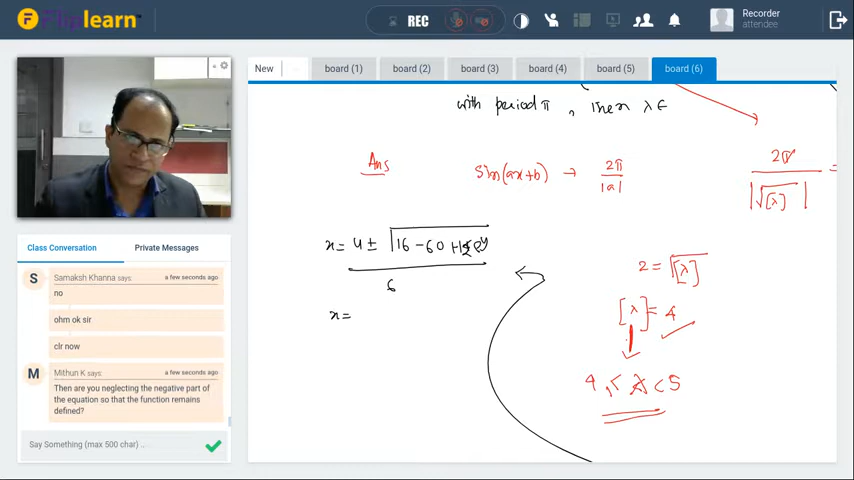 Fliplearn
REC
Recorder
attendee
New
board (1)
board (2)
board (3)
board (4)
board (5)
board (6)
with period π , then λ ∈
Ans
Sin(ax+b) → 2π / |a|
2π / |√[λ]| =
x = 4 ± √16 - 60 + 12y
6
x =
2 = √[λ]
[λ] = 4
4 ≤ λ < 5
Class Conversation
Private Messages
S
Samaksh Khanna says:
a few seconds ago
no
ohm ok sir
clr now
M
Mithun K says:
a few seconds ago
Then are you neglecting the negative part of
the equation so that the function remains
defined?
Say Something (max 500 char) ...